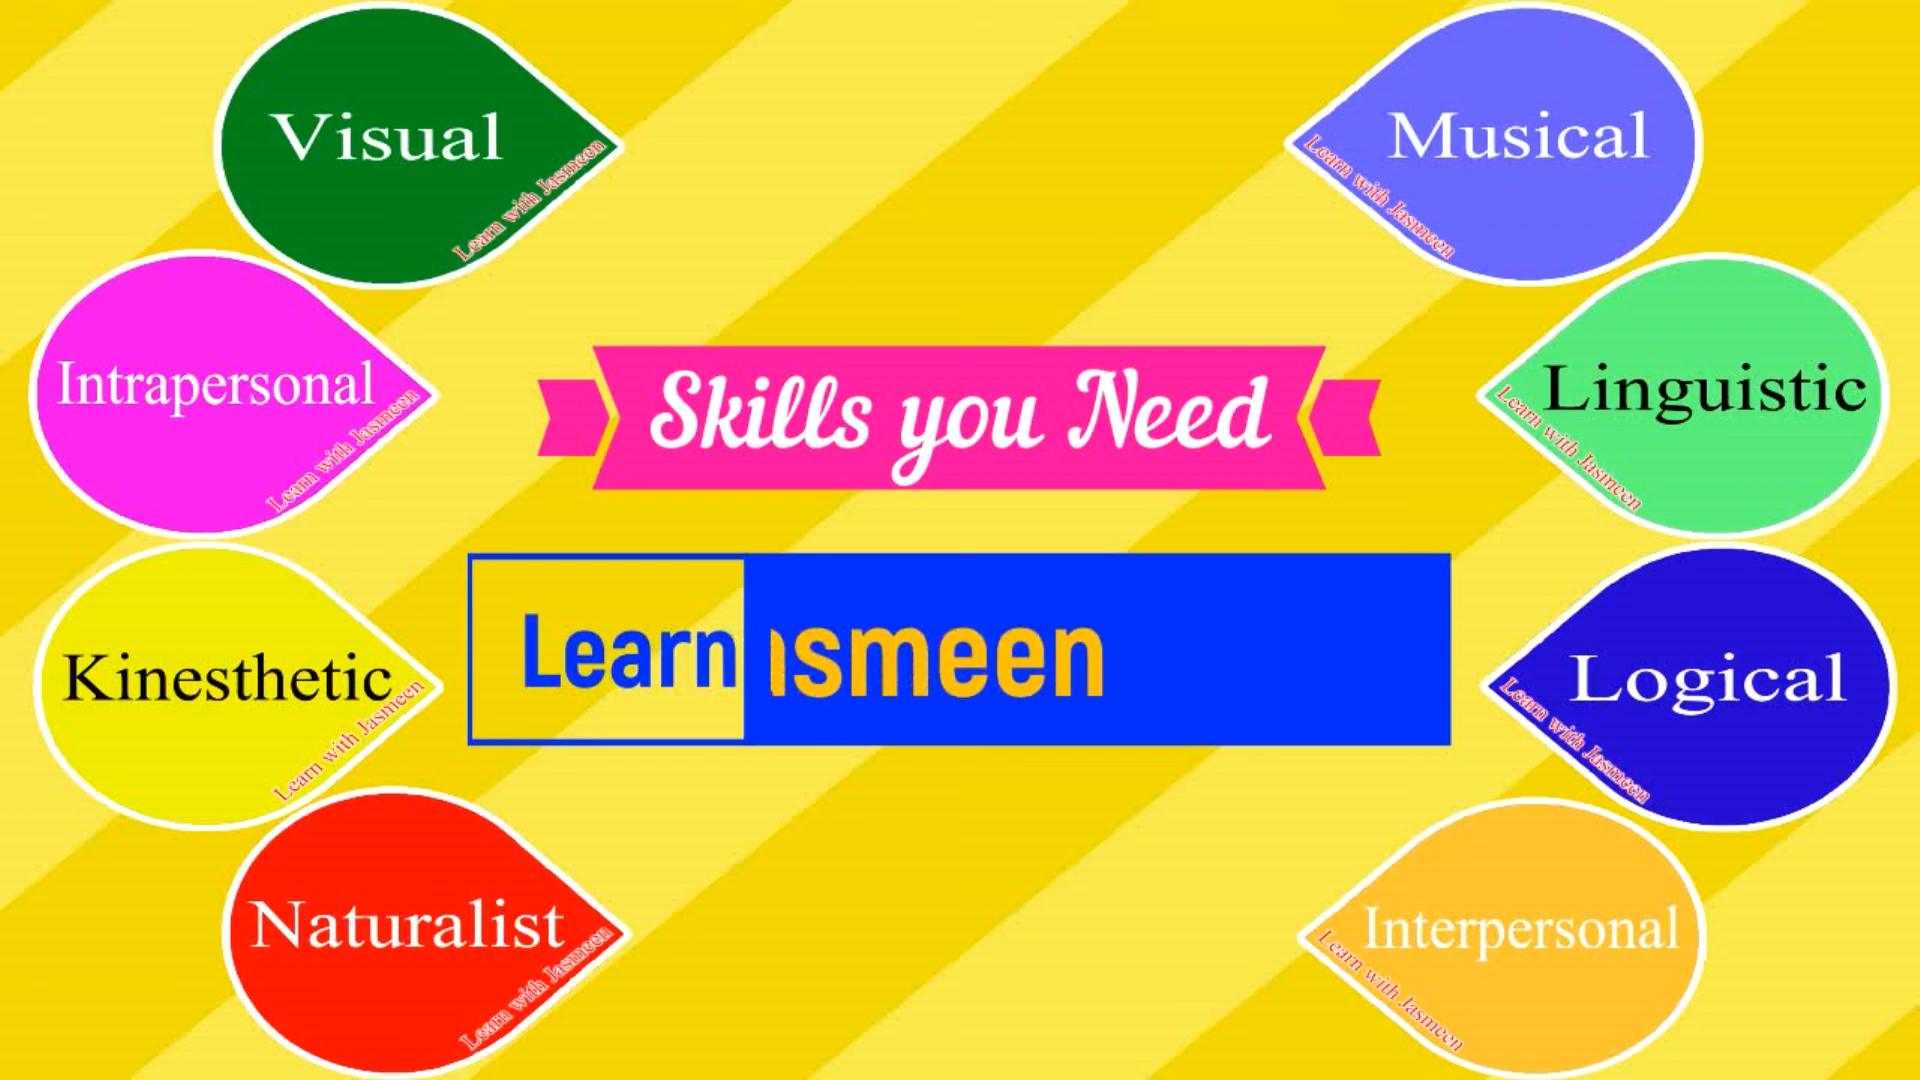 Visual
Learn with Jasmeen
Musical
Learn with Jasmeen
Intrapersonal
Learn with Jasmeen
Linguistic
Learn with Jasmeen
Skills you Need
Learn smeen
Kinesthetic
Learn with Jasmeen
Logical
Learn with Jasmeen
Naturalist
Learn with Jasmeen
Interpersonal
Learn with Jasmeen